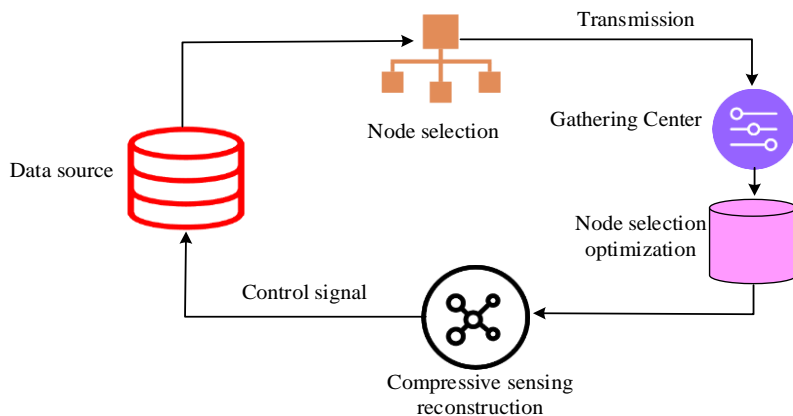 Transmission
Node selection
Gathering Center
Data source
Node selection
optimization
Control signal
Compressive sensing
reconstruction